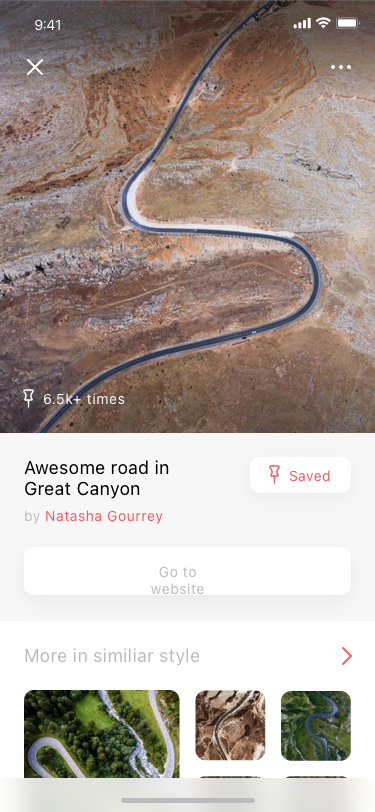 9:41
6.5k+ times
Awesome road in
Great Canyon
Saved
by Natasha Gourrey
Go to
website
More in similiar style